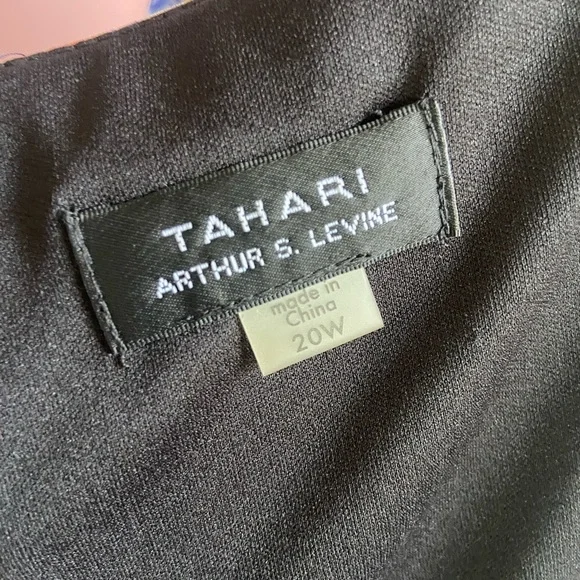 TAHARI
ARTHUR S. LEVINE
made in
China
20W